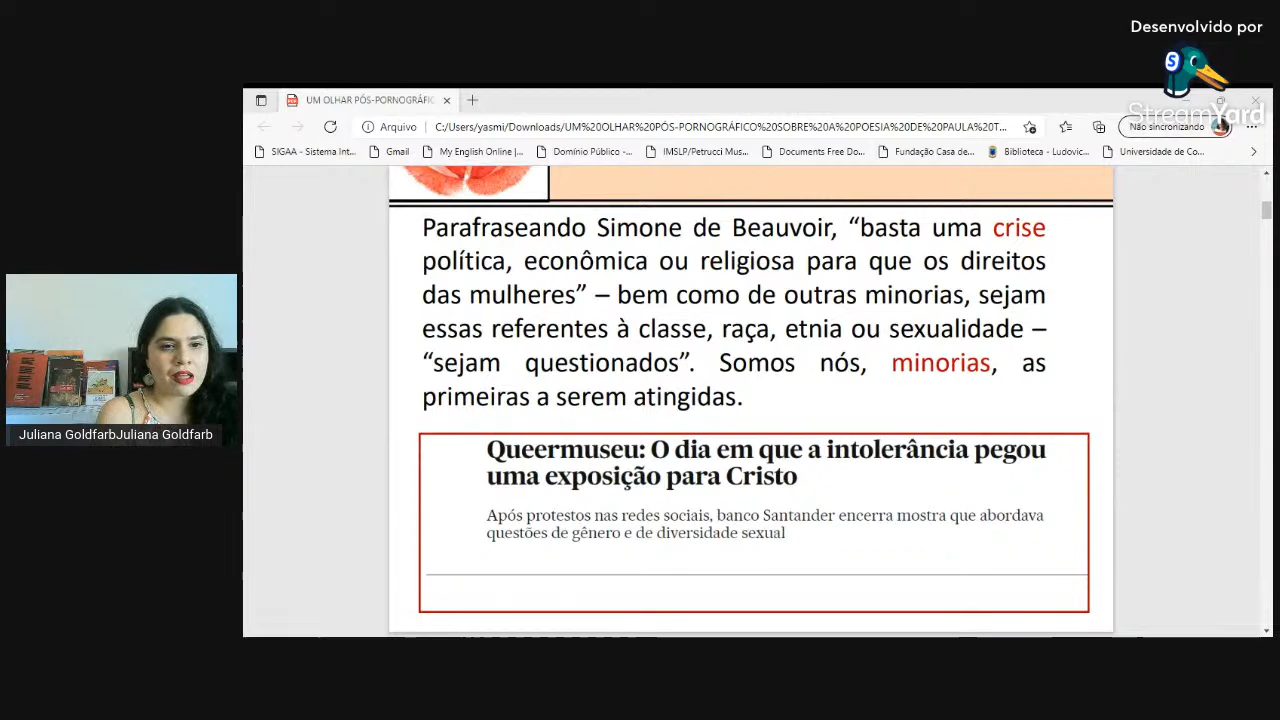 Desenvolvido por
S
StreamYard
UM OLHAR PÓS-PORNOGRÁFIC
Arquivo
C:/Users/yasmi/Downloads/UM%20OLHAR%20PÓS-PORNOGRÁFICO%20SOBRE%20A%20POESIA%20DE%20PAULA%20T...
Não sincronizando
SIGAA - Sistema Int...
Gmail
My English Online |...
Domínio Público -...
IMSLP/Petrucci Mus...
Documents Free Do...
Fundação Casa de...
Biblioteca - Ludovic...
Universidade de Co...
Parafraseando Simone de Beauvoir, “basta uma crise
política, econômica ou religiosa para que os direitos
das mulheres” – bem como de outras minorias, sejam
essas referentes à classe, raça, etnia ou sexualidade –
“sejam questionados”. Somos nós, minorias, as
primeiras a serem atingidas.
Queermuseu: O dia em que a intolerância pegou
uma exposição para Cristo
Após protestos nas redes sociais, banco Santander encerra mostra que abordava
questões de gênero e de diversidade sexual
Juliana GoldfarbJuliana Goldfarb